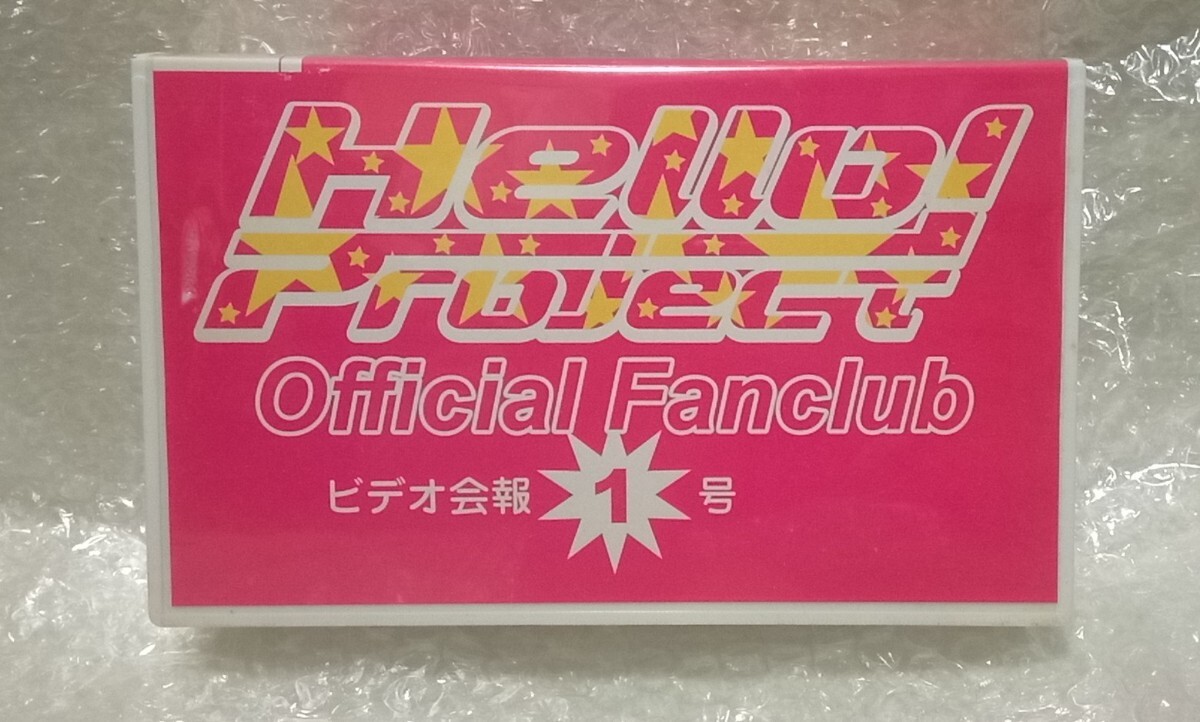 Hello!
Project
Official Fanclub
ビデオ会報 1 号